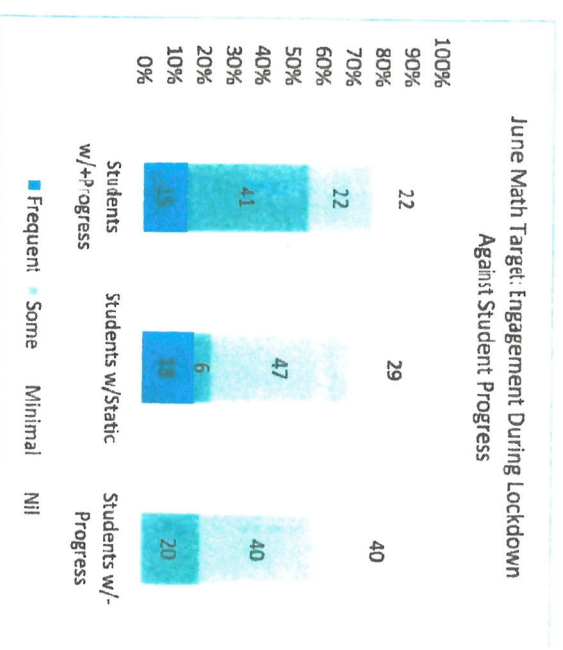 June Math Target: Engagement During Lockdown
Against Student Progress
100%
90%
80%
70%
60%
50%
40%
30%
20%
10%
0%
22
22
41
15
29
47
6
40
40
20
Students
w/+Progress
Students w/Static
Students w/-
Progress
Frequent Some Minimal Nil